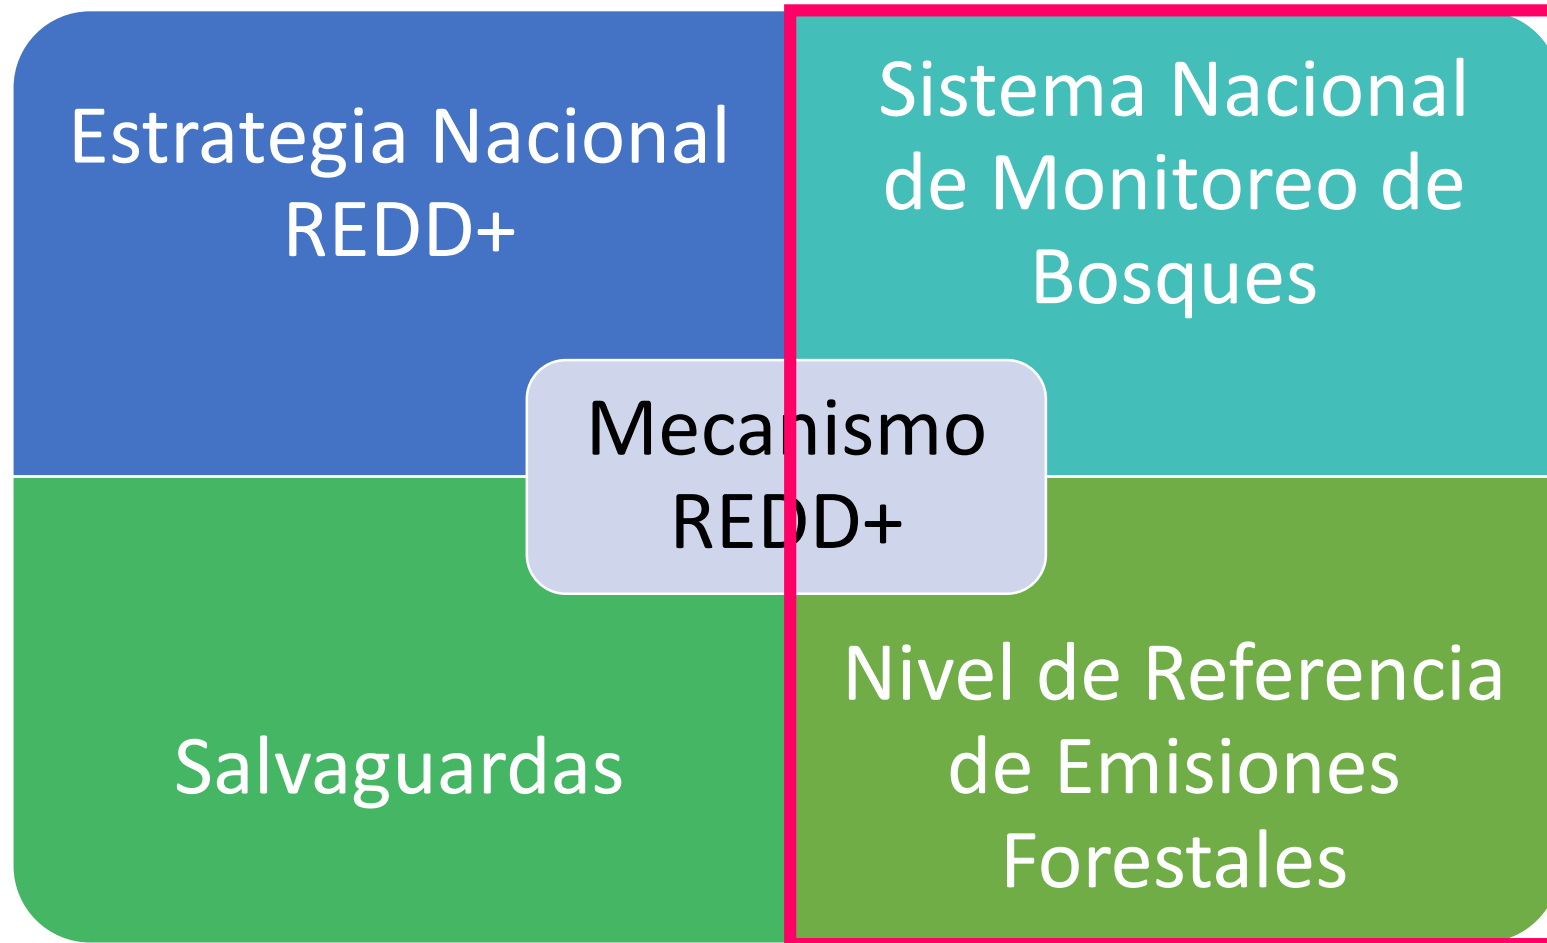 Estrategia Nacional
REDD+
Sistema Nacional
de Monitoreo de
Bosques
Mecanismo
REDD+
Salvaguardas
Nivel de Referencia
de Emisiones
Forestales